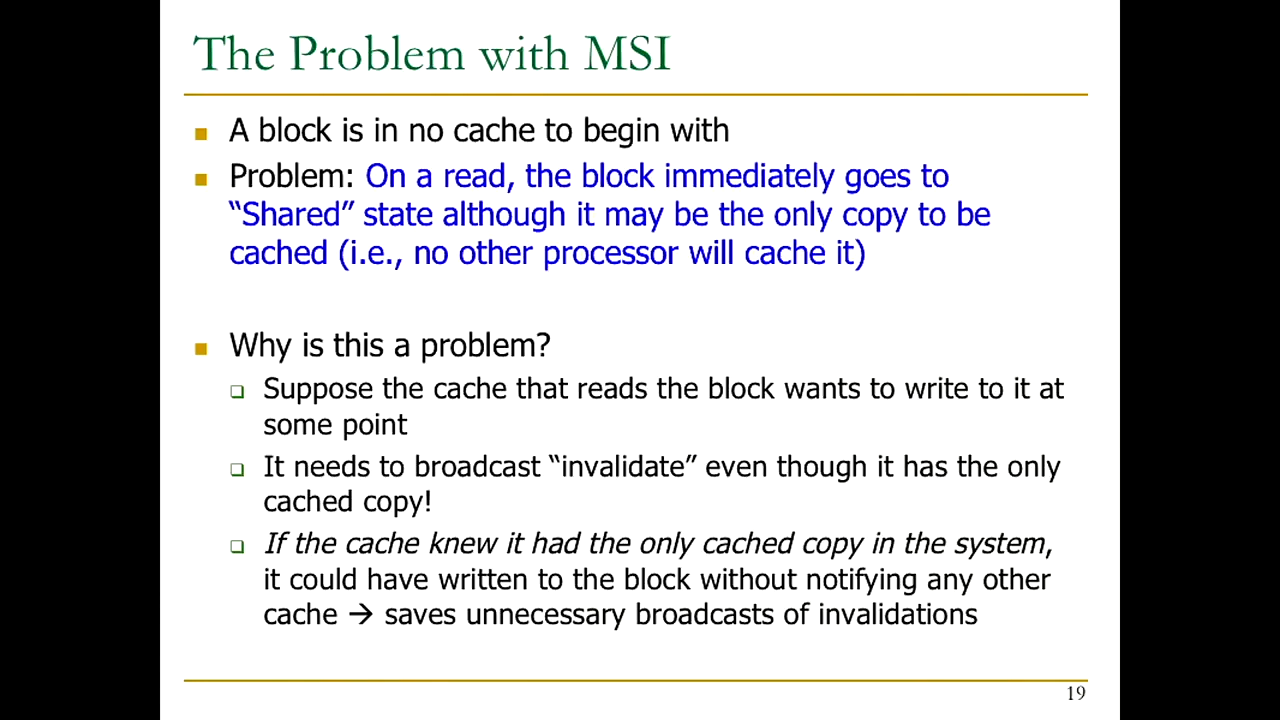 The Problem with MSI
A block is in no cache to begin with
Problem: On a read, the block immediately goes to
“Shared” state although it may be the only copy to be
cached (i.e., no other processor will cache it)
Why is this a problem?
Suppose the cache that reads the block wants to write to it at
some point
It needs to broadcast “invalidate” even though it has the only
cached copy!
If the cache knew it had the only cached copy in the system,
it could have written to the block without notifying any other
cache → saves unnecessary broadcasts of invalidations
19